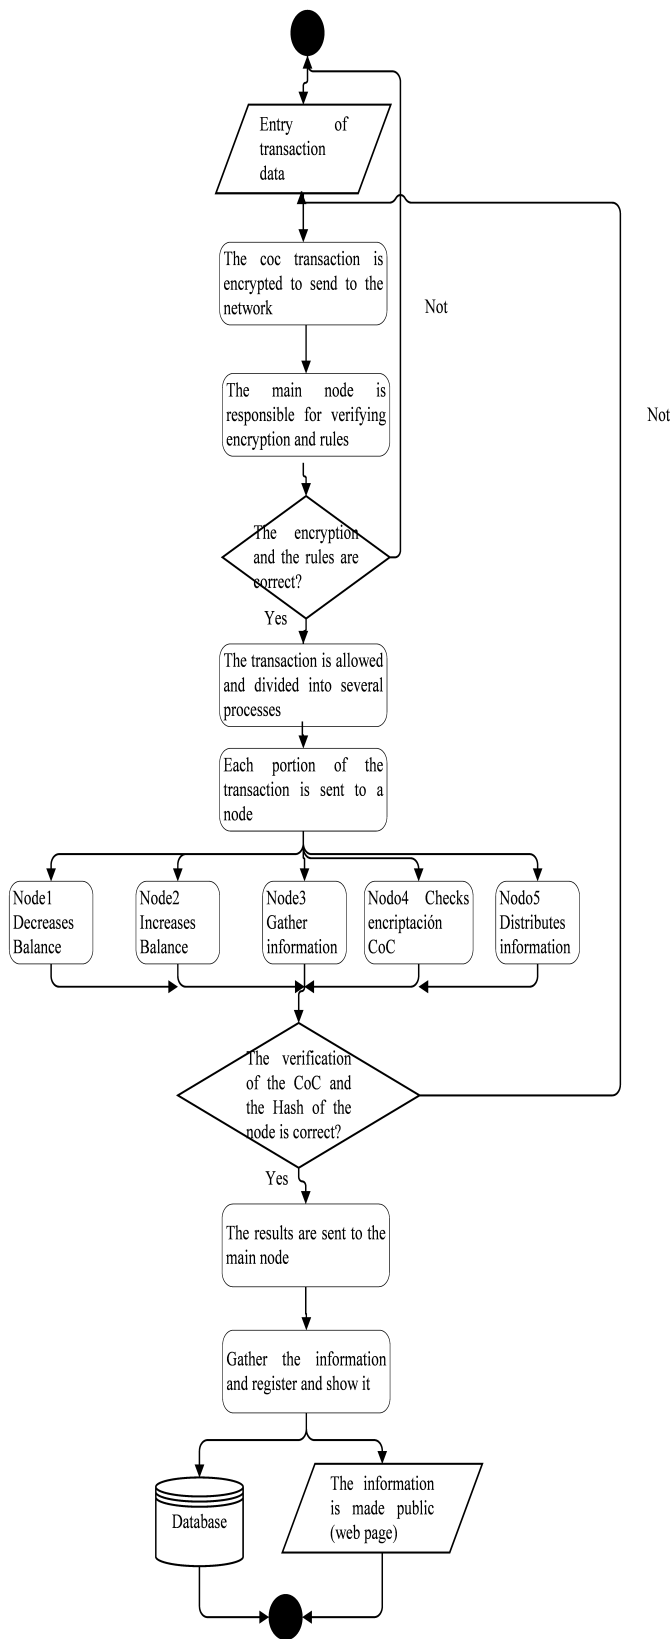 Entry of
transaction
data
The coc transaction is
encrypted to send to the
network
Not
The main node is
responsible for verifying
encryption and rules
Not
The encryption
and the rules are
correct?
Yes
The transaction is allowed
and divided into several
processes
Each portion of the
transaction is sent to a
node
Node1
Decreases
Balance
Node2
Increases
Balance
Node3
Gather
information
Nodo4 Checks
encriptación
CoC
Nodo5
Distributes
information
The verification
of the CoC and
the Hash of the
node is correct?
Yes
The results are sent to the
main node
Gather the information
and register and show it
Database
The information
is made public
(web page)